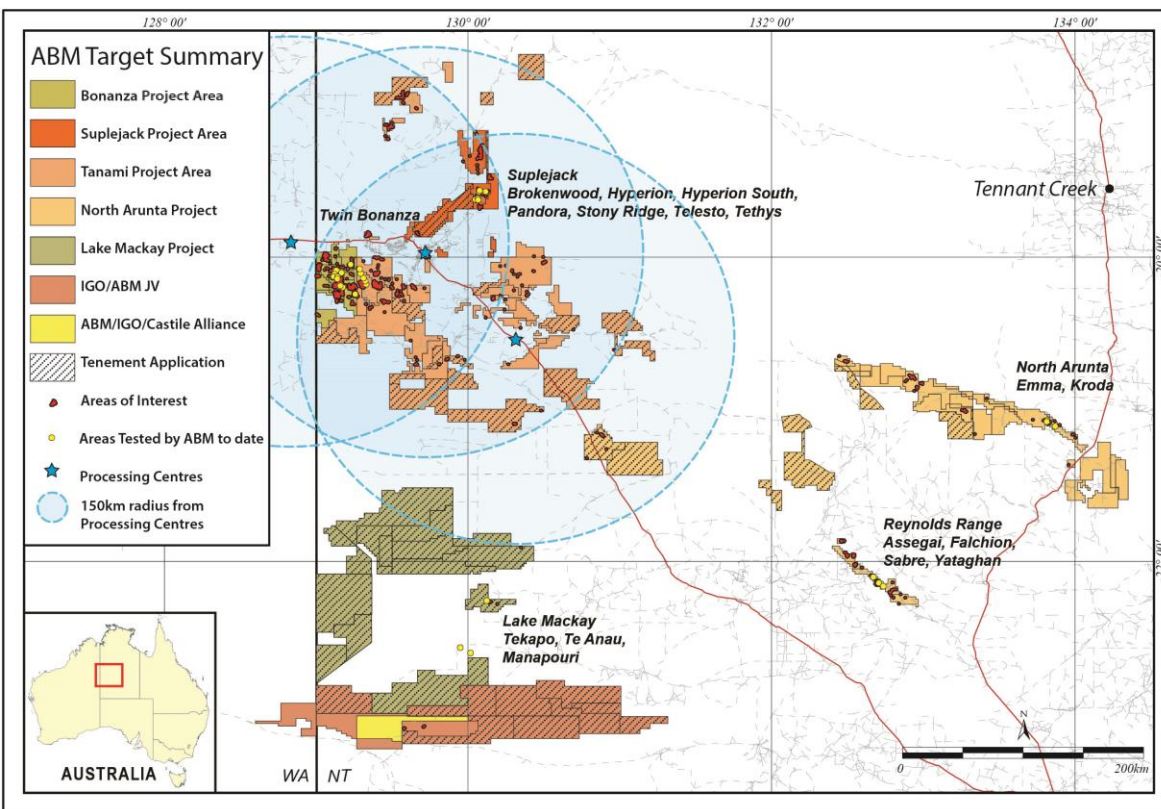 128° 00'
130° 00'
132° 00'
134° 00'
ABM Target Summary
Bonanza Project Area
Suplejack Project Area
Tanami Project Area
North Arunta Project
Lake Mackay Project
IGO/ABM JV
ABM/IGO/Castile Alliance
Tenement Application
Areas of Interest
Areas Tested by ABM to date
Processing Centres
150km radius from
Processing Centres
Suplejack
Brokenwood, Hyperion, Hyperion South,
Pandora, Stony Ridge, Telesto, Tethys
Twin Bonanza
Tennant Creek
North Arunta
Emma, Kroda
Reynolds Range
Assegai, Falchion,
Sabre, Yataghan
Lake Mackay
Tekapo, Te Anau,
Manapouri
AUSTRALIA
WA
NT
N
0
200km